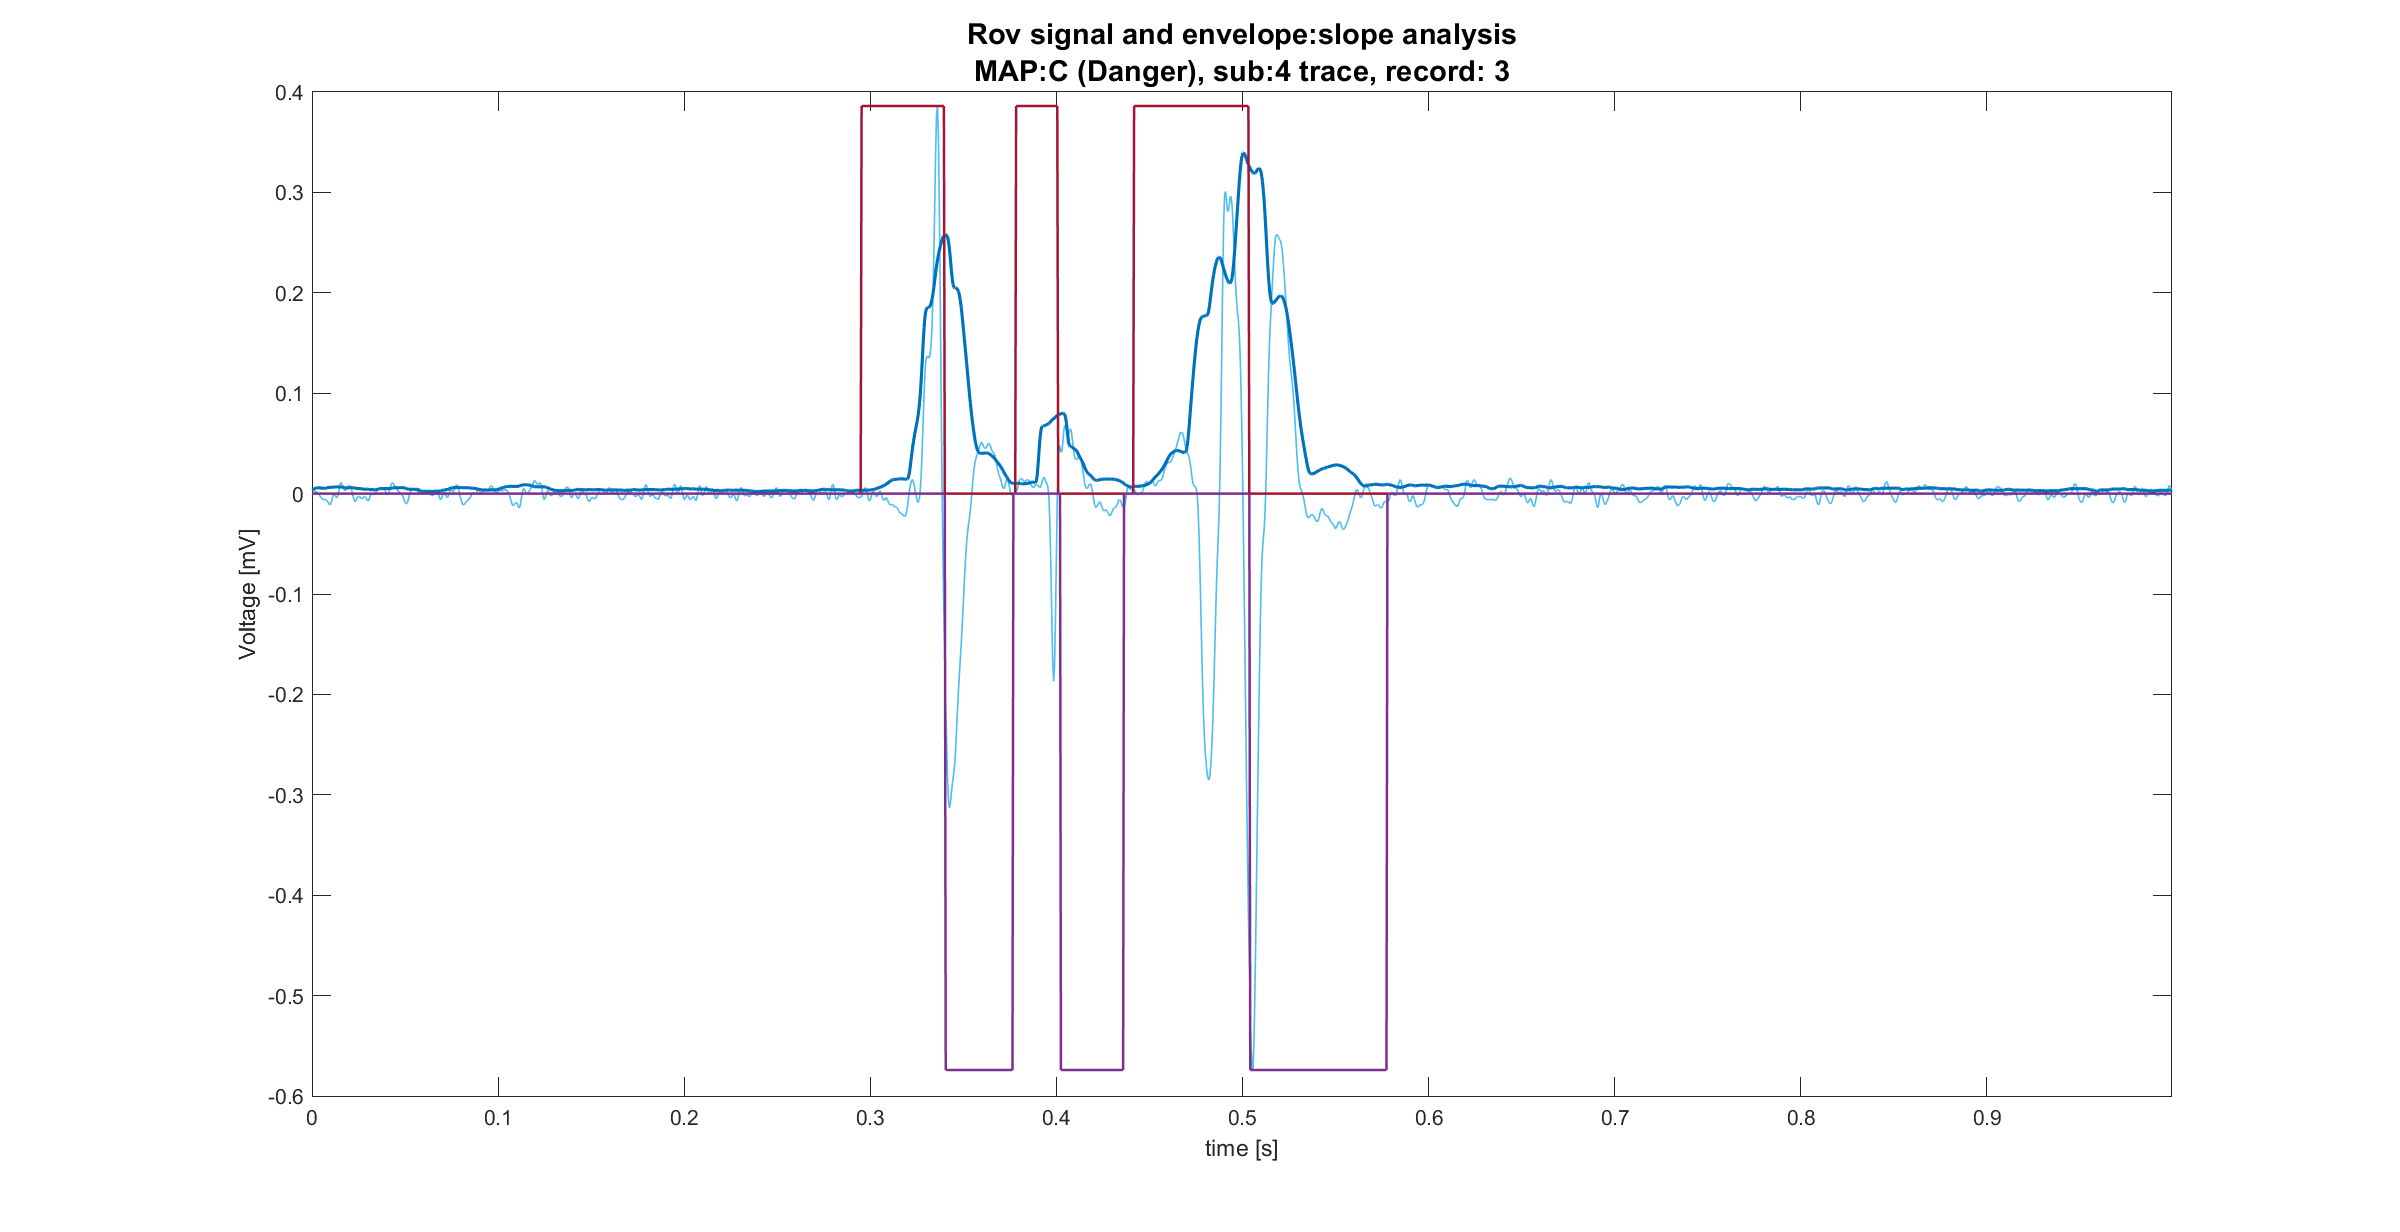 Rov signal and envelope:slope analysis
MAP:C (Danger), sub:4 trace, record: 3
0.4
0.3
0.2
0.1
0
-0.1
-0.2
-0.3
-0.4
-0.5
-0.6
Voltage [mV]
0 0.1 0.2 0.3 0.4 0.5 0.6 0.7 0.8 0.9
time [s]